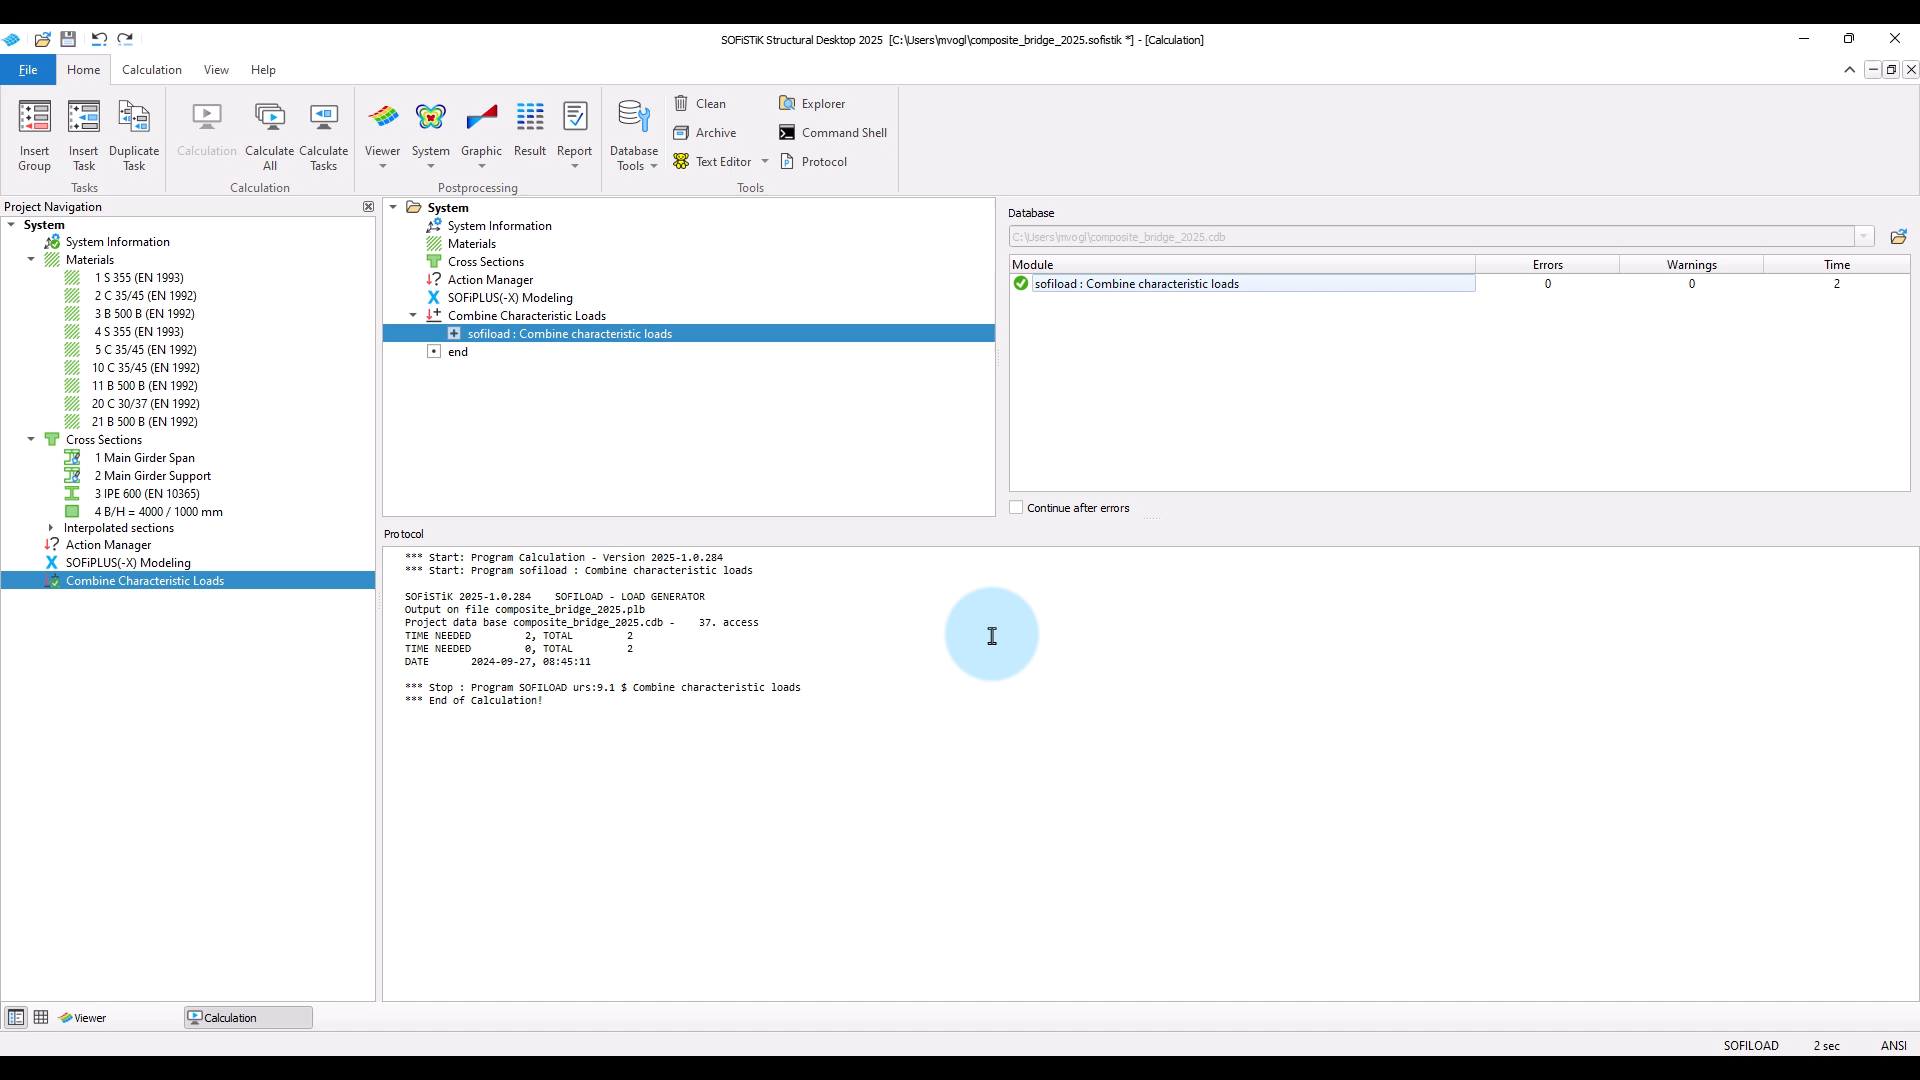 SOFiSTiK Structural Desktop 2025 [C:\Users\mvogl\composite_bridge_2025.sofistik *] - [Calculation]
File Home Calculation View Help
Insert Group
Insert Task
Duplicate Task
Tasks
Calculation
Calculate All
Calculate Tasks
Calculation
Viewer
System
Graphic
Result
Report
Postprocessing
Database Tools
Clean
Archive
Text Editor
Explorer
Command Shell
Protocol
Tools
Project Navigation
System
System Information
Materials
1 S 355 (EN 1993)
2 C 35/45 (EN 1992)
3 B 500 B (EN 1992)
4 S 355 (EN 1993)
5 C 35/45 (EN 1992)
10 C 35/45 (EN 1992)
11 B 500 B (EN 1992)
20 C 30/37 (EN 1992)
21 B 500 B (EN 1992)
Cross Sections
1 Main Girder Span
2 Main Girder Support
3 IPE 600 (EN 10365)
4 B/H = 4000 / 1000 mm
Interpolated sections
Action Manager
SOFiPLUS(-X) Modeling
Combine Characteristic Loads
System
System Information
Materials
Cross Sections
Action Manager
SOFiPLUS(-X) Modeling
Combine Characteristic Loads
sofiload : Combine characteristic loads
end
Database
C:\Users\mvogl\composite_bridge_2025.cdb
Module Errors Warnings Time
sofiload : Combine characteristic loads 0 0 2
Continue after errors
Protocol
*** Start: Program Calculation - Version 2025-1.0.284
*** Start: Program sofiload : Combine characteristic loads
SOFiSTiK 2025-1.0.284 SOFILOAD - LOAD GENERATOR
Output on file composite_bridge_2025.plb
Project data base composite_bridge_2025.cdb - 37. access
TIME NEEDED 2, TOTAL 2
TIME NEEDED 0, TOTAL 2
DATE 2024-09-27, 08:45:11
*** Stop : Program SOFILOAD urs:9.1 $ Combine characteristic loads
*** End of Calculation!
Viewer
Calculation
SOFILOAD 2 sec ANSI